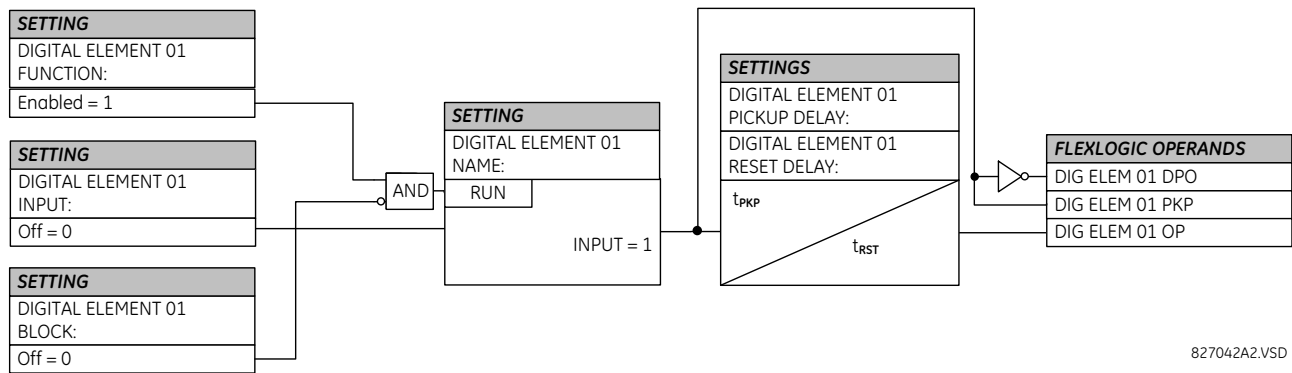 SETTING
DIGITAL ELEMENT 01
FUNCTION:
Enabled = 1
SETTING
DIGITAL ELEMENT 01
INPUT:
Off = 0
SETTING
DIGITAL ELEMENT 01
BLOCK:
Off = 0
AND
SETTING
DIGITAL ELEMENT 01
NAME:
RUN
INPUT = 1
SETTINGS
DIGITAL ELEMENT 01
PICKUP DELAY:
DIGITAL ELEMENT 01
RESET DELAY:
tPKP
tRST
FLEXLOGIC OPERANDS
DIG ELEM 01 DPO
DIG ELEM 01 PKP
DIG ELEM 01 OP
827042A2.VSD